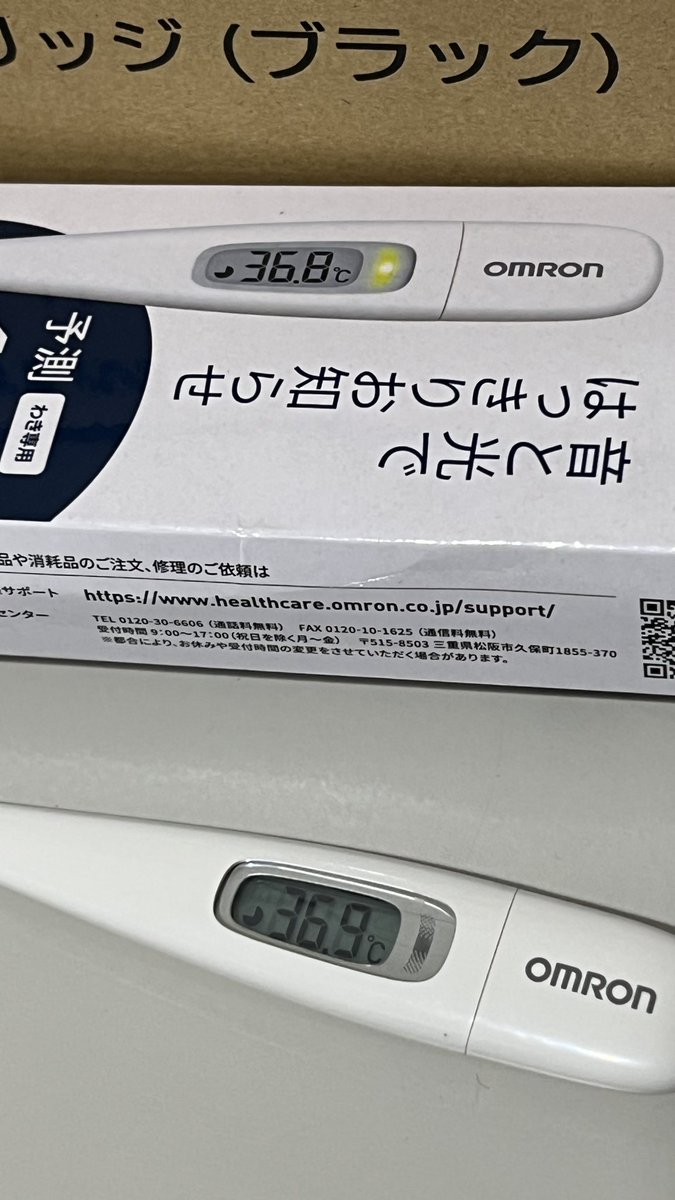 リッジ (ブラック)
36.8℃
OMRON
予測
わき専用
音と光で
はっきりお知らせ
品や消耗品のご注文、修理のご依頼は
サポート
センター
https://www.healthcare.omron.co.jp/support/
TEL 0120-30-6606（通話料無料） FAX 0120-10-1625（通信料無料）
受付時間 9:00〜17:00（祝日を除く月〜金） 〒515-8503 三重県松阪市久保町1855-370
※都合により、お休みや受付時間の変更をさせていただく場合があります。
36.9℃
OMRON